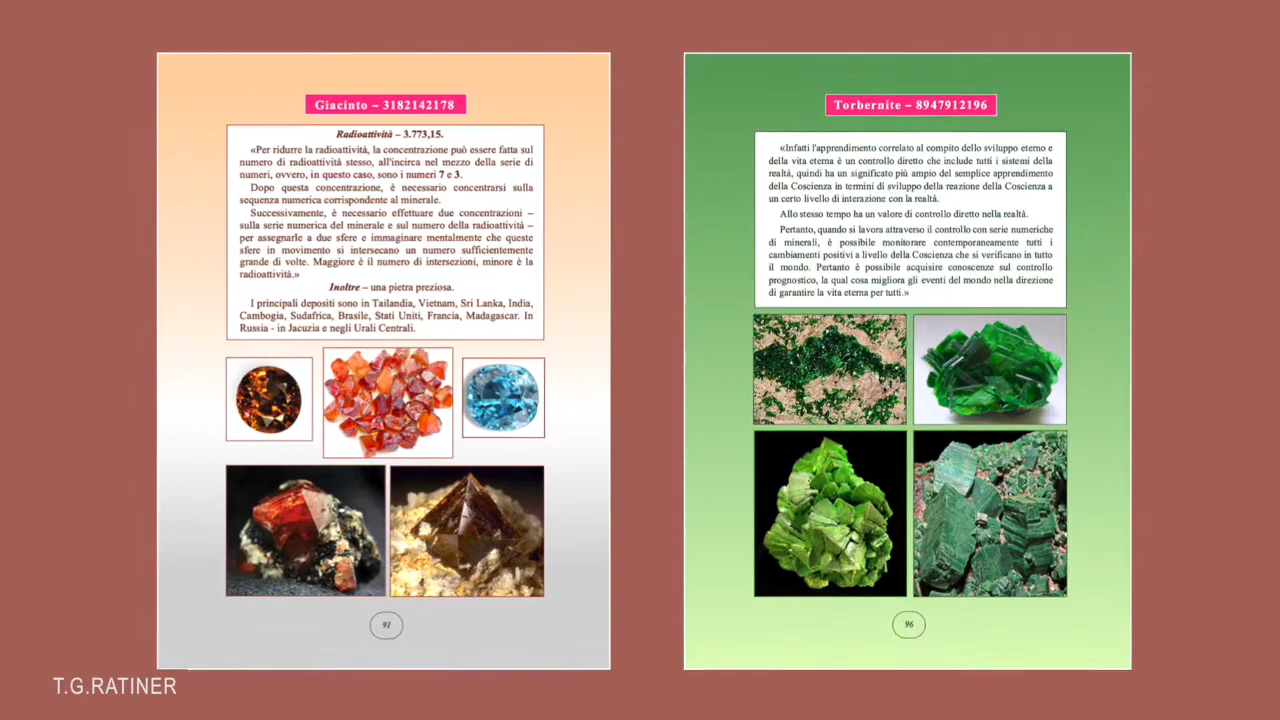 Giacinto – 3182142178
Radioattività – 3.773,15.
«Per ridurre la radioattività, la concentrazione può essere fatta sul
numero di radioattività stesso, all'incirca nel mezzo della serie di
numeri, ovvero, in questo caso, sono i numeri 7 e 3.
Dopo questa concentrazione, è necessario concentrarsi sulla
sequenza numerica corrispondente al minerale.
Successivamente, è necessario effettuare due concentrazioni –
sulla serie numerica del minerale e sul numero della radioattività –
per assegnarle a due sfere e immaginare mentalmente che queste
sfere in movimento si intersecano un numero sufficientemente
grande di volte. Maggiore è il numero di intersezioni, minore è la
radioattività.»
Inoltre – una pietra preziosa.
I principali depositi sono in Tailandia, Vietnam, Sri Lanka, India,
Cambogia, Sudafrica, Brasile, Stati Uniti, Francia, Madagascar. In
Russia - in Jacuzia e negli Urali Centrali.
91
Torbernite – 8947912196
«Infatti l'apprendimento correlato al compito dello sviluppo eterno e
della vita eterna è un controllo diretto che include tutti i sistemi della
realtà, quindi ha un significato più ampio del semplice apprendimento
della Coscienza in termini di sviluppo della reazione della Coscienza a
un certo livello di interazione con la realtà.
Allo stesso tempo ha un valore di controllo diretto nella realtà.
Pertanto, quando si lavora attraverso il controllo con serie numeriche
di minerali, è possibile monitorare contemporaneamente tutti i
cambiamenti positivi a livello della Coscienza che si verificano in tutto
il mondo. Pertanto è possibile acquisire conoscenze sul controllo
prognostico, la qual cosa migliora gli eventi del mondo nella direzione
di garantire la vita eterna per tutti.»
96
T.G.RATINER